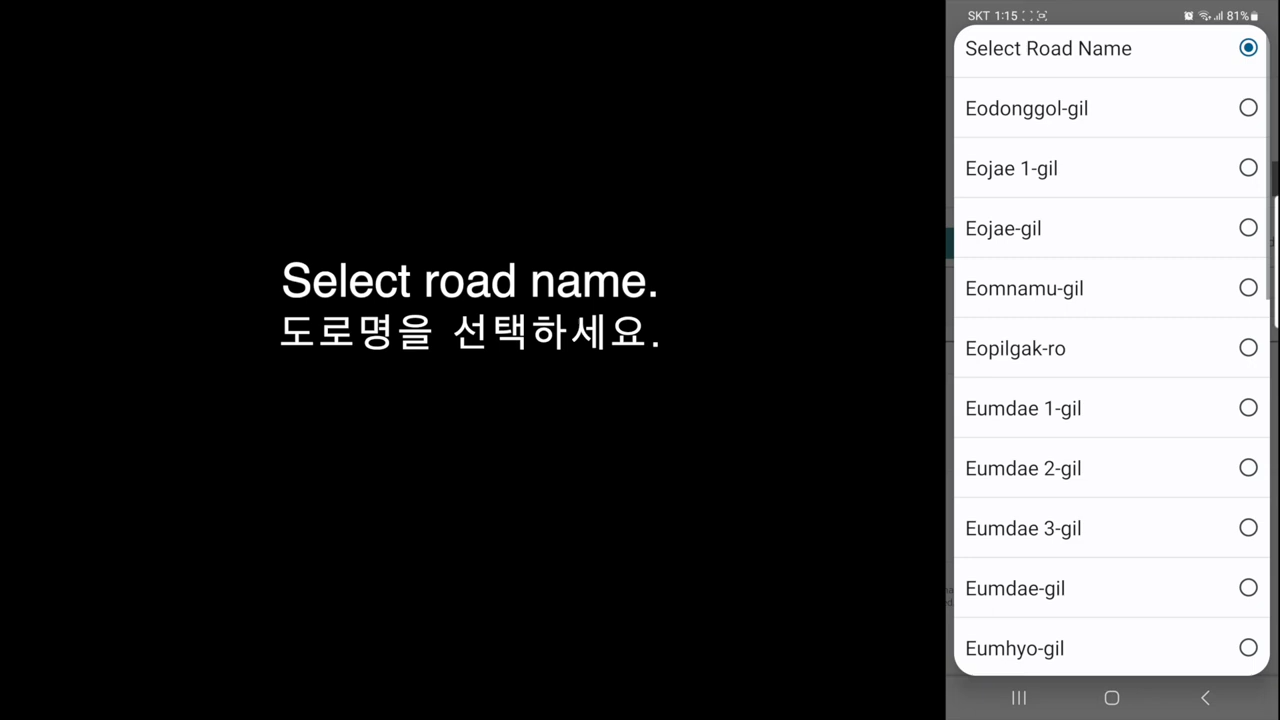 Select road name.
도로명을 선택하세요.
SKT 1:15
81%
Select Road Name
Eodonggol-gil
Eojae 1-gil
Eojae-gil
Eomnamu-gil
Eopilgak-ro
Eumdae 1-gil
Eumdae 2-gil
Eumdae 3-gil
Eumdae-gil
Eumhyo-gil